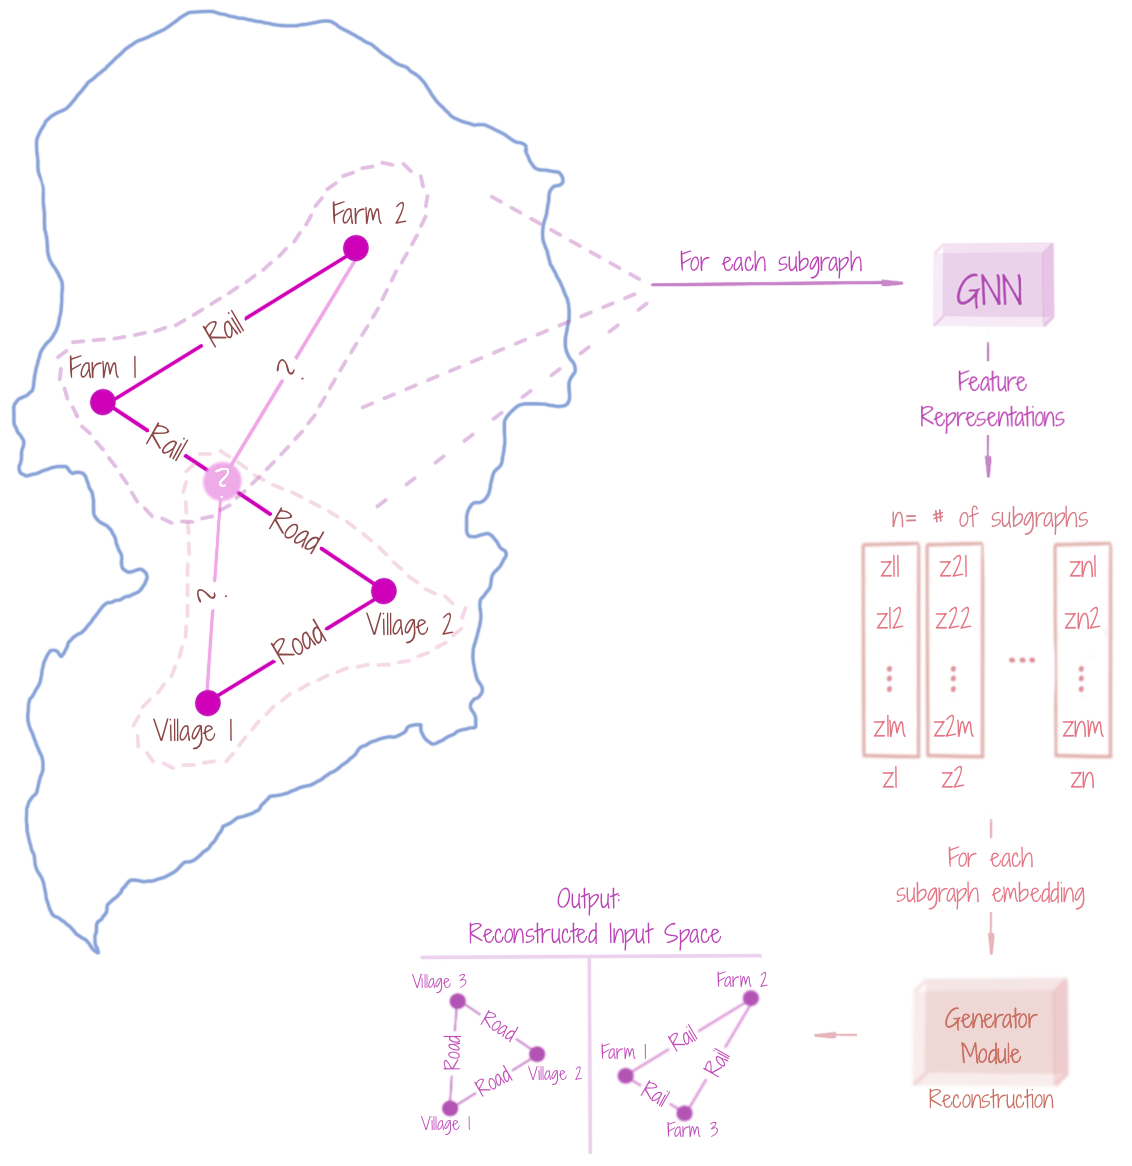 Farm 2
Rail
?
Farm 1
Rail
?
Road
?
Village 2
Road
Village 1
For each subgraph
GNN
Feature
Representations
n= # of subgraphs
z11 z21 zn1
z12 z22 ... zn2
⋮ ⋮ ⋮
z1m z2m znm
z1 z2 zn
For each
subgraph embedding
Generator
Module
Reconstruction
Output:
Reconstructed Input Space
Village 3
Road
Road
Village 2
Road
Village 1
Farm 2
Rail
Farm 1
Rail
Rail
Farm 3